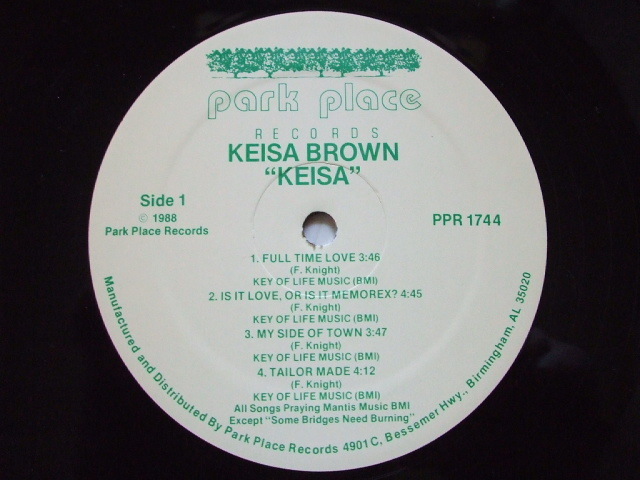 park place
RECORDS
KEISA BROWN
“KEISA”
Side 1
© 1988
Park Place Records
PPR 1744
1. FULL TIME LOVE 3:46
(F. Knight)
KEY OF LIFE MUSIC (BMI)
2. IS IT LOVE, OR IS IT MEMOREX? 4:45
(F. Knight)
KEY OF LIFE MUSIC (BMI)
3. MY SIDE OF TOWN 3:47
(F. Knight)
KEY OF LIFE MUSIC (BMI)
4. TAILOR MADE 4:12
(F. Knight)
KEY OF LIFE MUSIC (BMI)
All Songs Praying Mantis Music BMI
Except “Some Bridges Need Burning”
Manufactured and Distributed By Park Place Records 4901 C, Bessemer Hwy., Birmingham, AL 35020